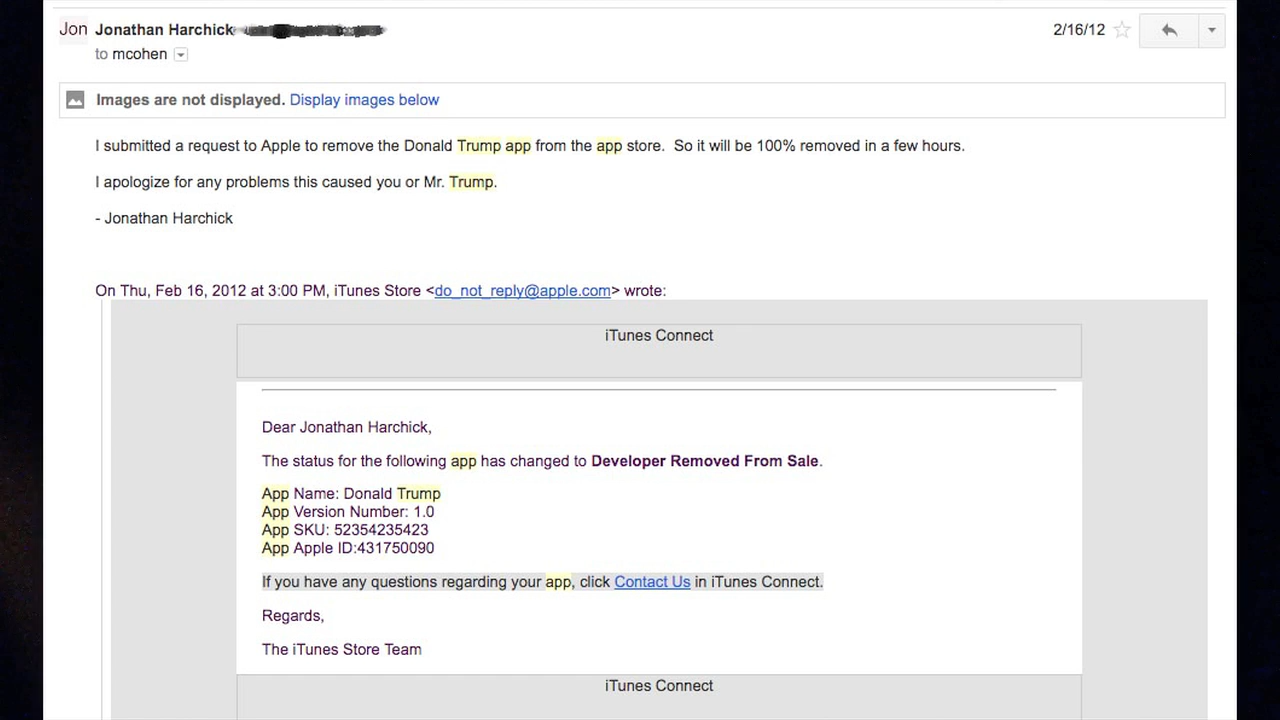 Jon Jonathan Harchick 2/16/12
to mcohen
Images are not displayed. Display images below
I submitted a request to Apple to remove the Donald Trump app from the app store.  So it will be 100% removed in a few hours.
I apologize for any problems this caused you or Mr. Trump.
- Jonathan Harchick
On Thu, Feb 16, 2012 at 3:00 PM, iTunes Store <do_not_reply@apple.com> wrote:
iTunes Connect
Dear Jonathan Harchick,
The status for the following app has changed to Developer Removed From Sale.
App Name: Donald Trump
App Version Number: 1.0
App SKU: 52354235423
App Apple ID:431750090
If you have any questions regarding your app, click Contact Us in iTunes Connect.
Regards,
The iTunes Store Team
iTunes Connect